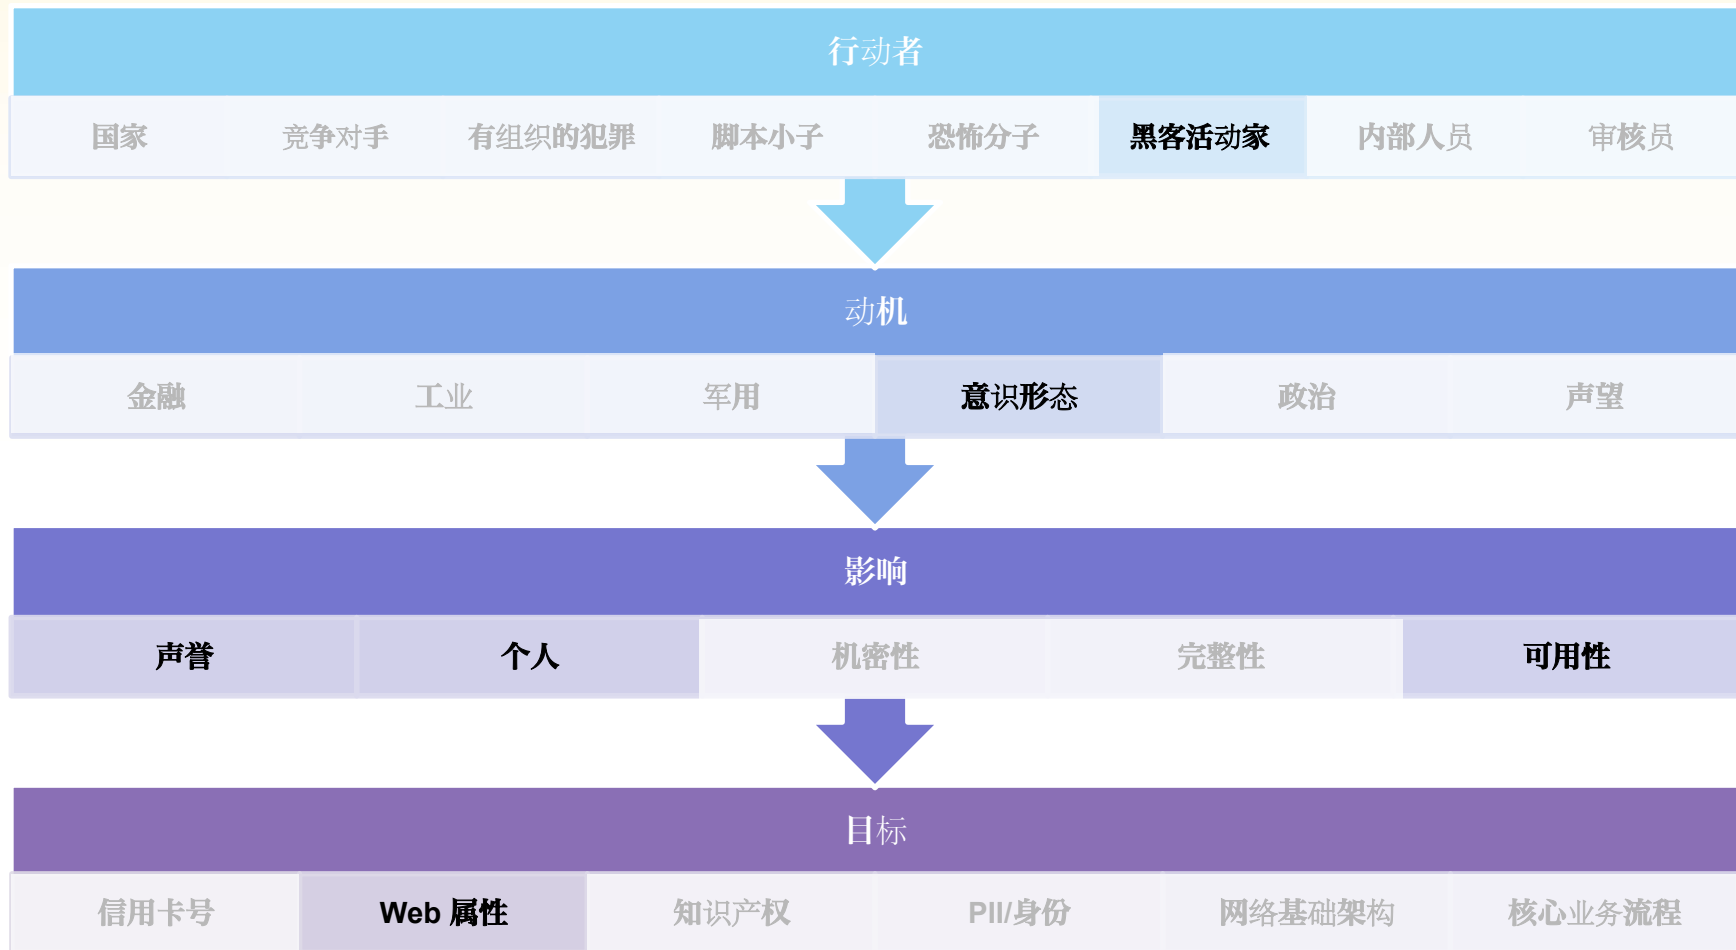 行动者
国家 竞争对手 有组织的犯罪 脚本小子 恐怖分子 黑客活动家 内部人员 审核员
动机
金融 工业 军用 意识形态 政治 声望
影响
声誉 个人 机密性 完整性 可用性
目标
信用卡号 Web 属性 知识产权 PII/身份 网络基础架构 核心业务流程